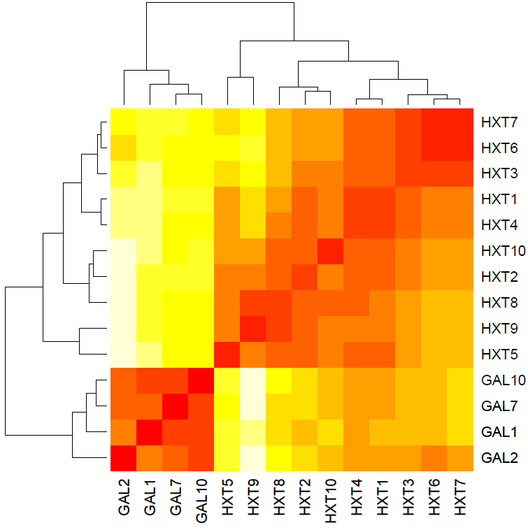 HXT7
HXT6
HXT3
HXT1
HXT4
HXT10
HXT2
HXT8
HXT9
HXT5
GAL10
GAL7
GAL1
GAL2
GAL2 GAL1 GAL7 GAL10 HXT5 HXT9 HXT8 HXT2 HXT10 HXT4 HXT1 HXT3 HXT6 HXT7